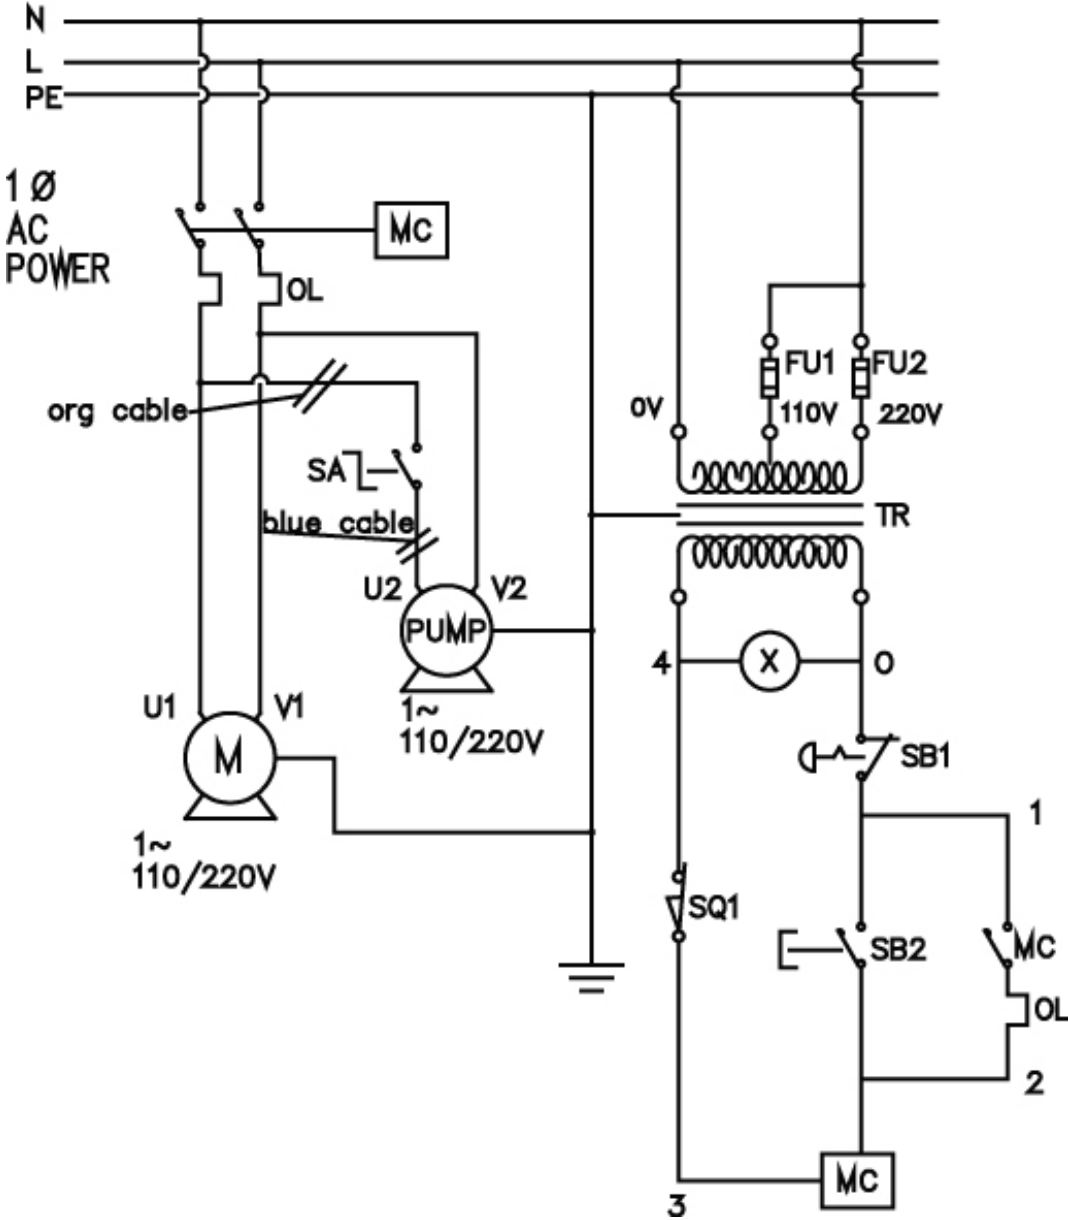 N
L
PE
1 Ø
AC
POWER
MC
OL
org cable
SA
blue cable
U2
V2
PUMP
1~
110/220V
U1
V1
M
1~
110/220V
FU1
FU2
0V
110V
220V
TR
4
X
0
SB1
1
SQ1
SB2
MC
OL
2
MC
3